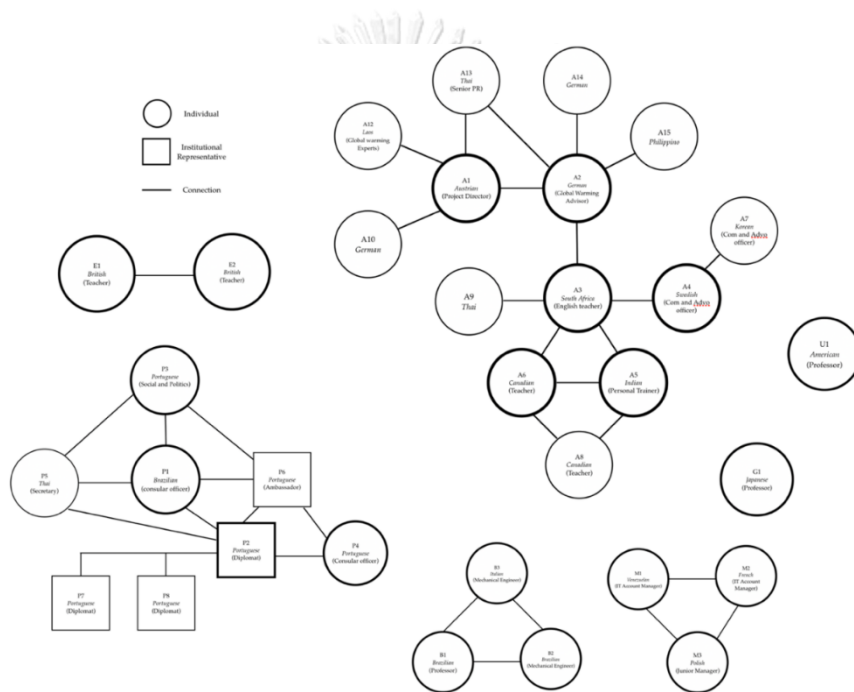 Individual
Institutional
Representative
Connection
A13
Thai
(Senior PR)
A14
German
A12
Laos
(Global warming
Experts)
A15
Philippine
A1
Austrian
(Project Director)
A2
German
(Global Warming
Advisor)
A10
German
A7
Korean
(Com and Advo
officer)
E1
British
(Teacher)
E2
British
(Teacher)
A9
Thai
A3
South Africa
(English teacher)
A4
Swedish
(Com and Advo
officer)
U1
American
(Professor)
P3
Portuguese
(Social and Politics)
A6
Canadian
(Teacher)
A5
Indian
(Personal Trainer)
A8
Canadian
(Teacher)
P5
Thai
(Secretary)
P1
Brazilian
(consular officer)
P6
Portuguese
(Ambassador)
G1
Japanese
(Professor)
P2
Portuguese
(Diplomat)
P4
Portuguese
(Consular officer)
P7
Portuguese
(Diplomat)
P8
Portuguese
(Diplomat)
B3
Italian
(Mechanical Engineer)
M1
Venezuelan
(IT Account Manager)
M2
French
(IT Account
Manager)
B1
Brazilian
(Professor)
B2
Brazilian
(Mechanical Engineer)
M3
Polish
(Junior Manager)